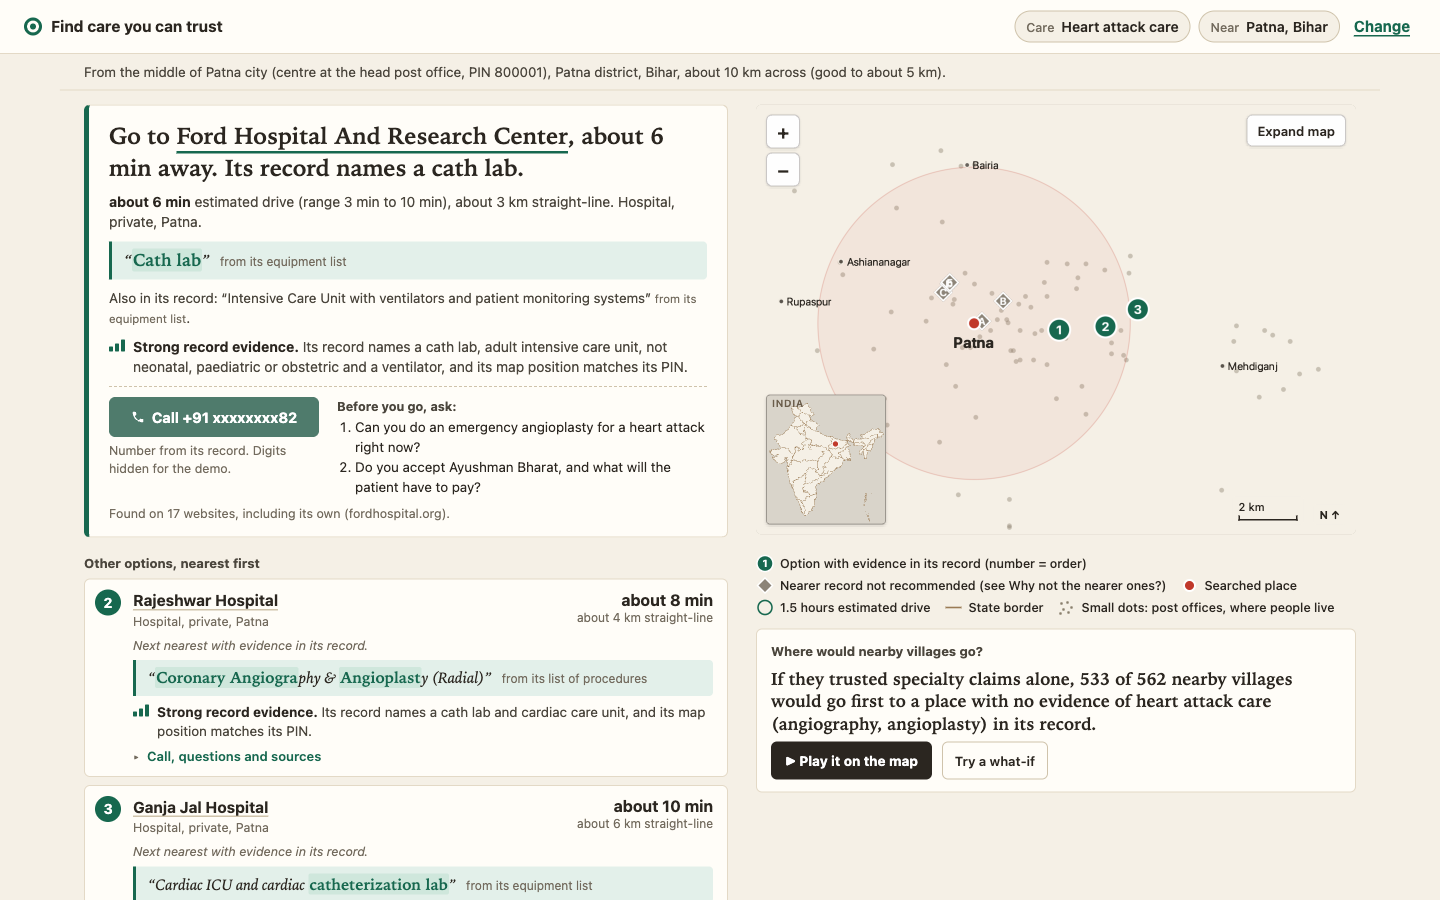 Find care you can trust
Care Heart attack care
Near Patna, Bihar
Change
From the middle of Patna city (centre at the head post office, PIN 800001), Patna district, Bihar, about 10 km across (good to about 5 km).
Go to Ford Hospital And Research Center, about 6
min away. Its record names a cath lab.
about 6 min estimated drive (range 3 min to 10 min), about 3 km straight-line. Hospital,
private, Patna.
“Cath lab” from its equipment list
Also in its record: “Intensive Care Unit with ventilators and patient monitoring systems” from its
equipment list.
Strong record evidence. Its record names a cath lab, adult intensive care unit, not
neonatal, paediatric or obstetric and a ventilator, and its map position matches its PIN.
Call +91 xxxxxxxx82
Number from its record. Digits
hidden for the demo.
Before you go, ask:
1. Can you do an emergency angioplasty for a heart attack
right now?
2. Do you accept Ayushman Bharat, and what will the
patient have to pay?
Found on 17 websites, including its own (fordhospital.org).
Other options, nearest first
2
Rajeshwar Hospital
about 8 min
Hospital, private, Patna
about 4 km straight-line
Next nearest with evidence in its record.
“Coronary Angiography & Angioplasty (Radial)” from its list of procedures
Strong record evidence. Its record names a cath lab and cardiac care unit, and its map
position matches its PIN.
Call, questions and sources
3
Ganja Jal Hospital
about 10 min
Hospital, private, Patna
about 6 km straight-line
Next nearest with evidence in its record.
“Cardiac ICU and cardiac catheterization lab” from its equipment list
+
−
Expand map
Bairia
Ashiananagar
Rupaspur
C
B
3
1
2
Patna
Mehdiganj
INDIA
2 km
N ↑
1 Option with evidence in its record (number = order)
Nearer record not recommended (see Why not the nearer ones?)
Searched place
1.5 hours estimated drive
State border
Small dots: post offices, where people live
Where would nearby villages go?
If they trusted specialty claims alone, 533 of 562 nearby villages
would go first to a place with no evidence of heart attack care
(angiography, angioplasty) in its record.
Play it on the map
Try a what-if